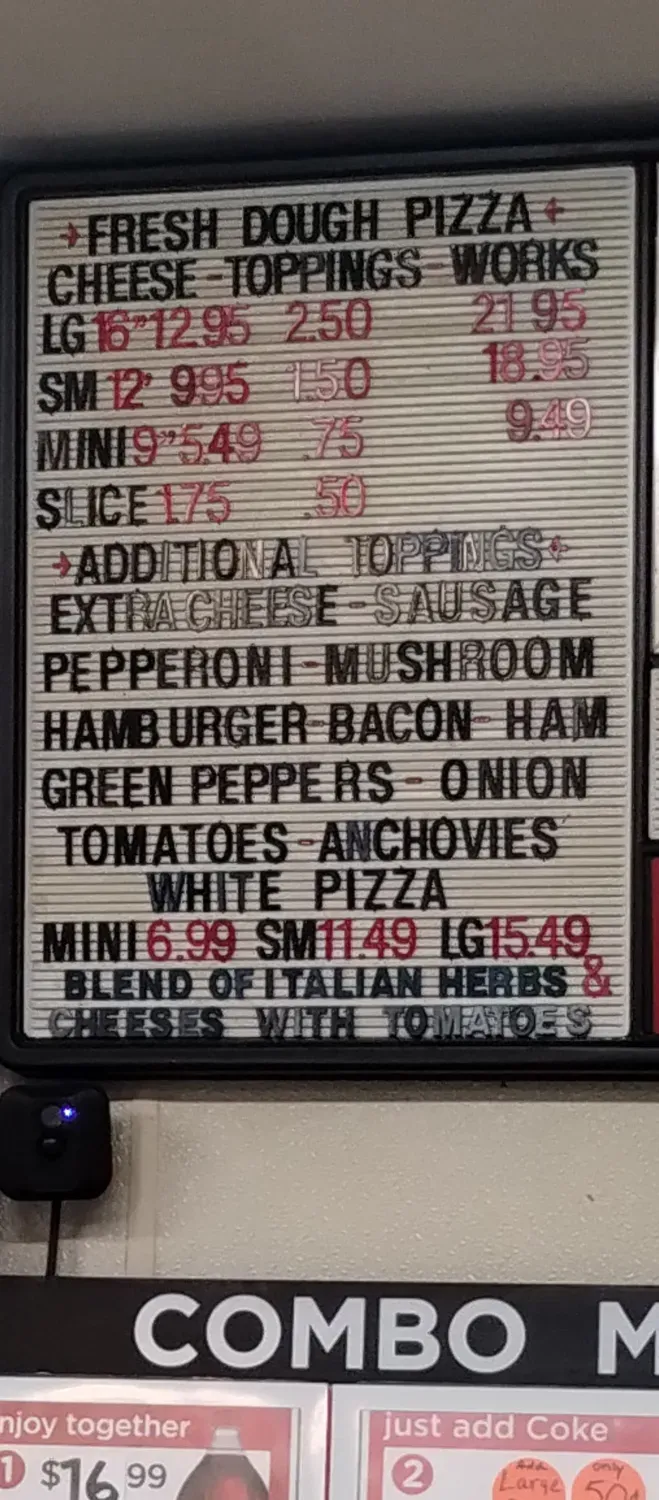 FRESH DOUGH PIZZA
CHEESE-TOPPINGS-WORKS
LG 16" 12.95 2.50 21.95
SM 12" 9.95 1.50 18.95
MINI 9" 5.49 .75 9.49
SLICE 1.75 .50
ADDITIONAL TOPPINGS
EXTRA CHEESE-SAUSAGE
PEPPERONI-MUSHROOM
HAMBURGER-BACON-HAM
GREEN PEPPERS-ONION
TOMATOES-ANCHOVIES
WHITE PIZZA
MINI 6.99 SM 11.49 LG 15.49
BLEND OF ITALIAN HERBS &
CHEESES WITH TOMATOES
COMBO M
njoy together
1 $16.99
just add Coke
2
Add Large
only 50¢